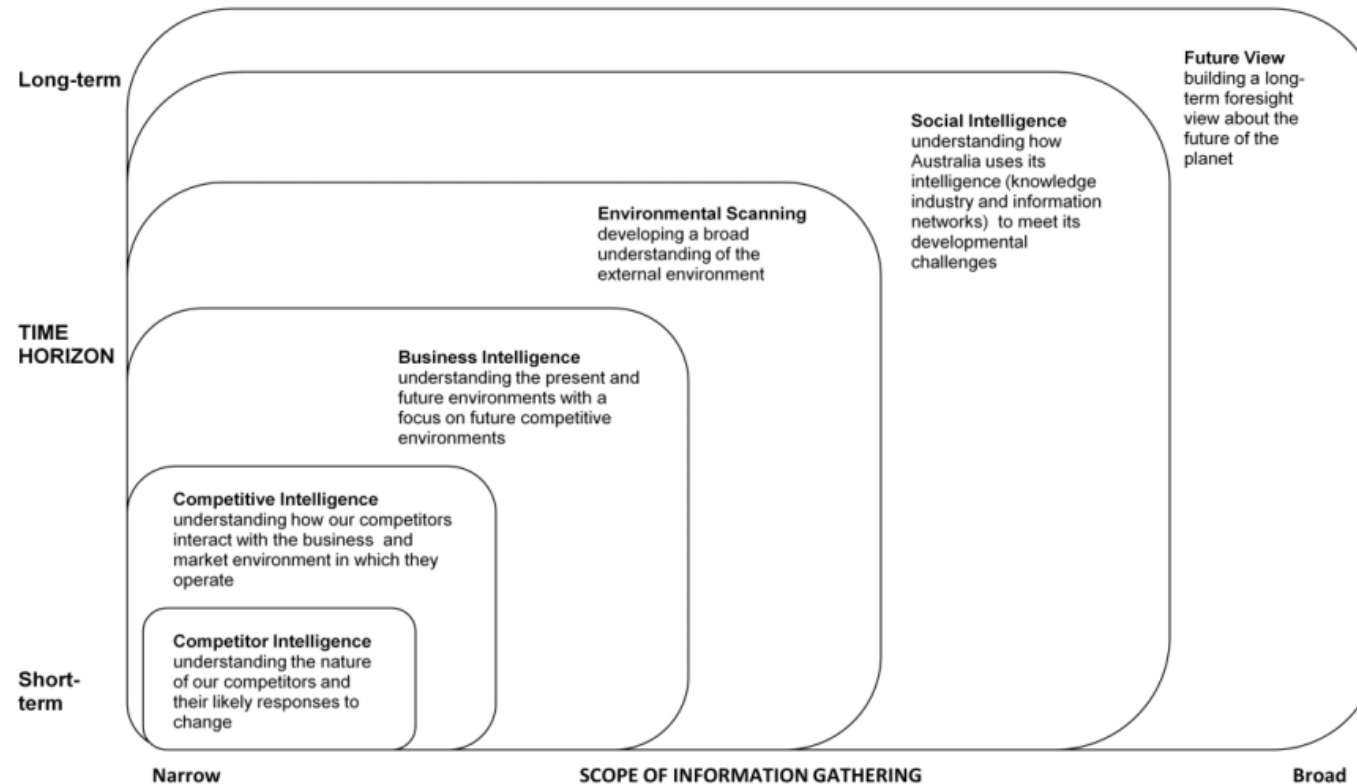 Long-term
Future View
building a long-
term foresight
view about the
future of the
planet
Social Intelligence
understanding how
Australia uses its
intelligence (knowledge
industry and information
networks)  to meet its
developmental
challenges
Environmental Scanning
developing a broad
understanding of the
external environment
TIME
HORIZON
Business Intelligence
understanding the present and
future environments with a
focus on future competitive
environments
Competitive Intelligence
understanding how our competitors
interact with the business  and
market environment in which they
operate
Competitor Intelligence
understanding the nature
of our competitors and
their likely responses to
change
Short-
term
Narrow
SCOPE OF INFORMATION GATHERING
Broad